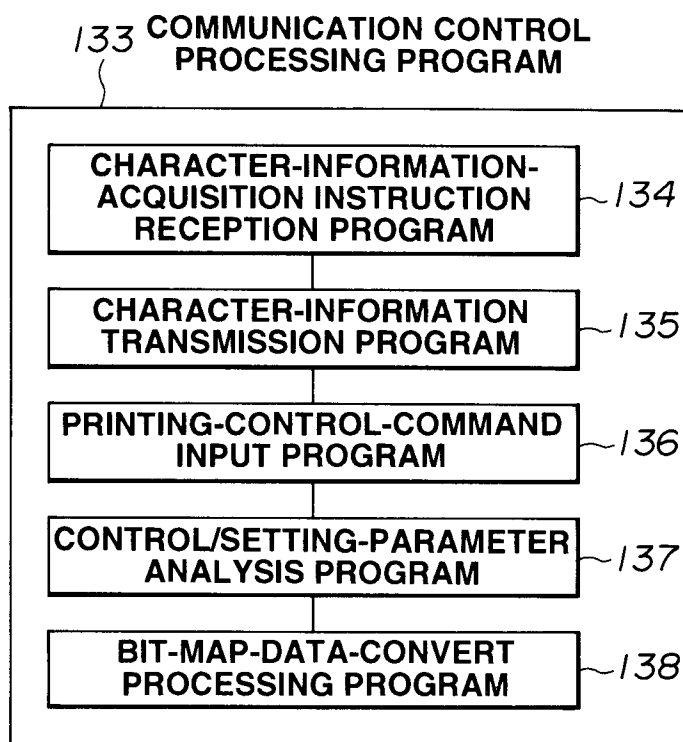 133 COMMUNICATION CONTROL
PROCESSING PROGRAM
CHARACTER-INFORMATION-
ACQUISITION INSTRUCTION
RECEPTION PROGRAM
134
CHARACTER-INFORMATION
TRANSMISSION PROGRAM
135
PRINTING-CONTROL-COMMAND
INPUT PROGRAM
136
CONTROL/SETTING-PARAMETER
ANALYSIS PROGRAM
137
BIT-MAP-DATA-CONVERT
PROCESSING PROGRAM
138